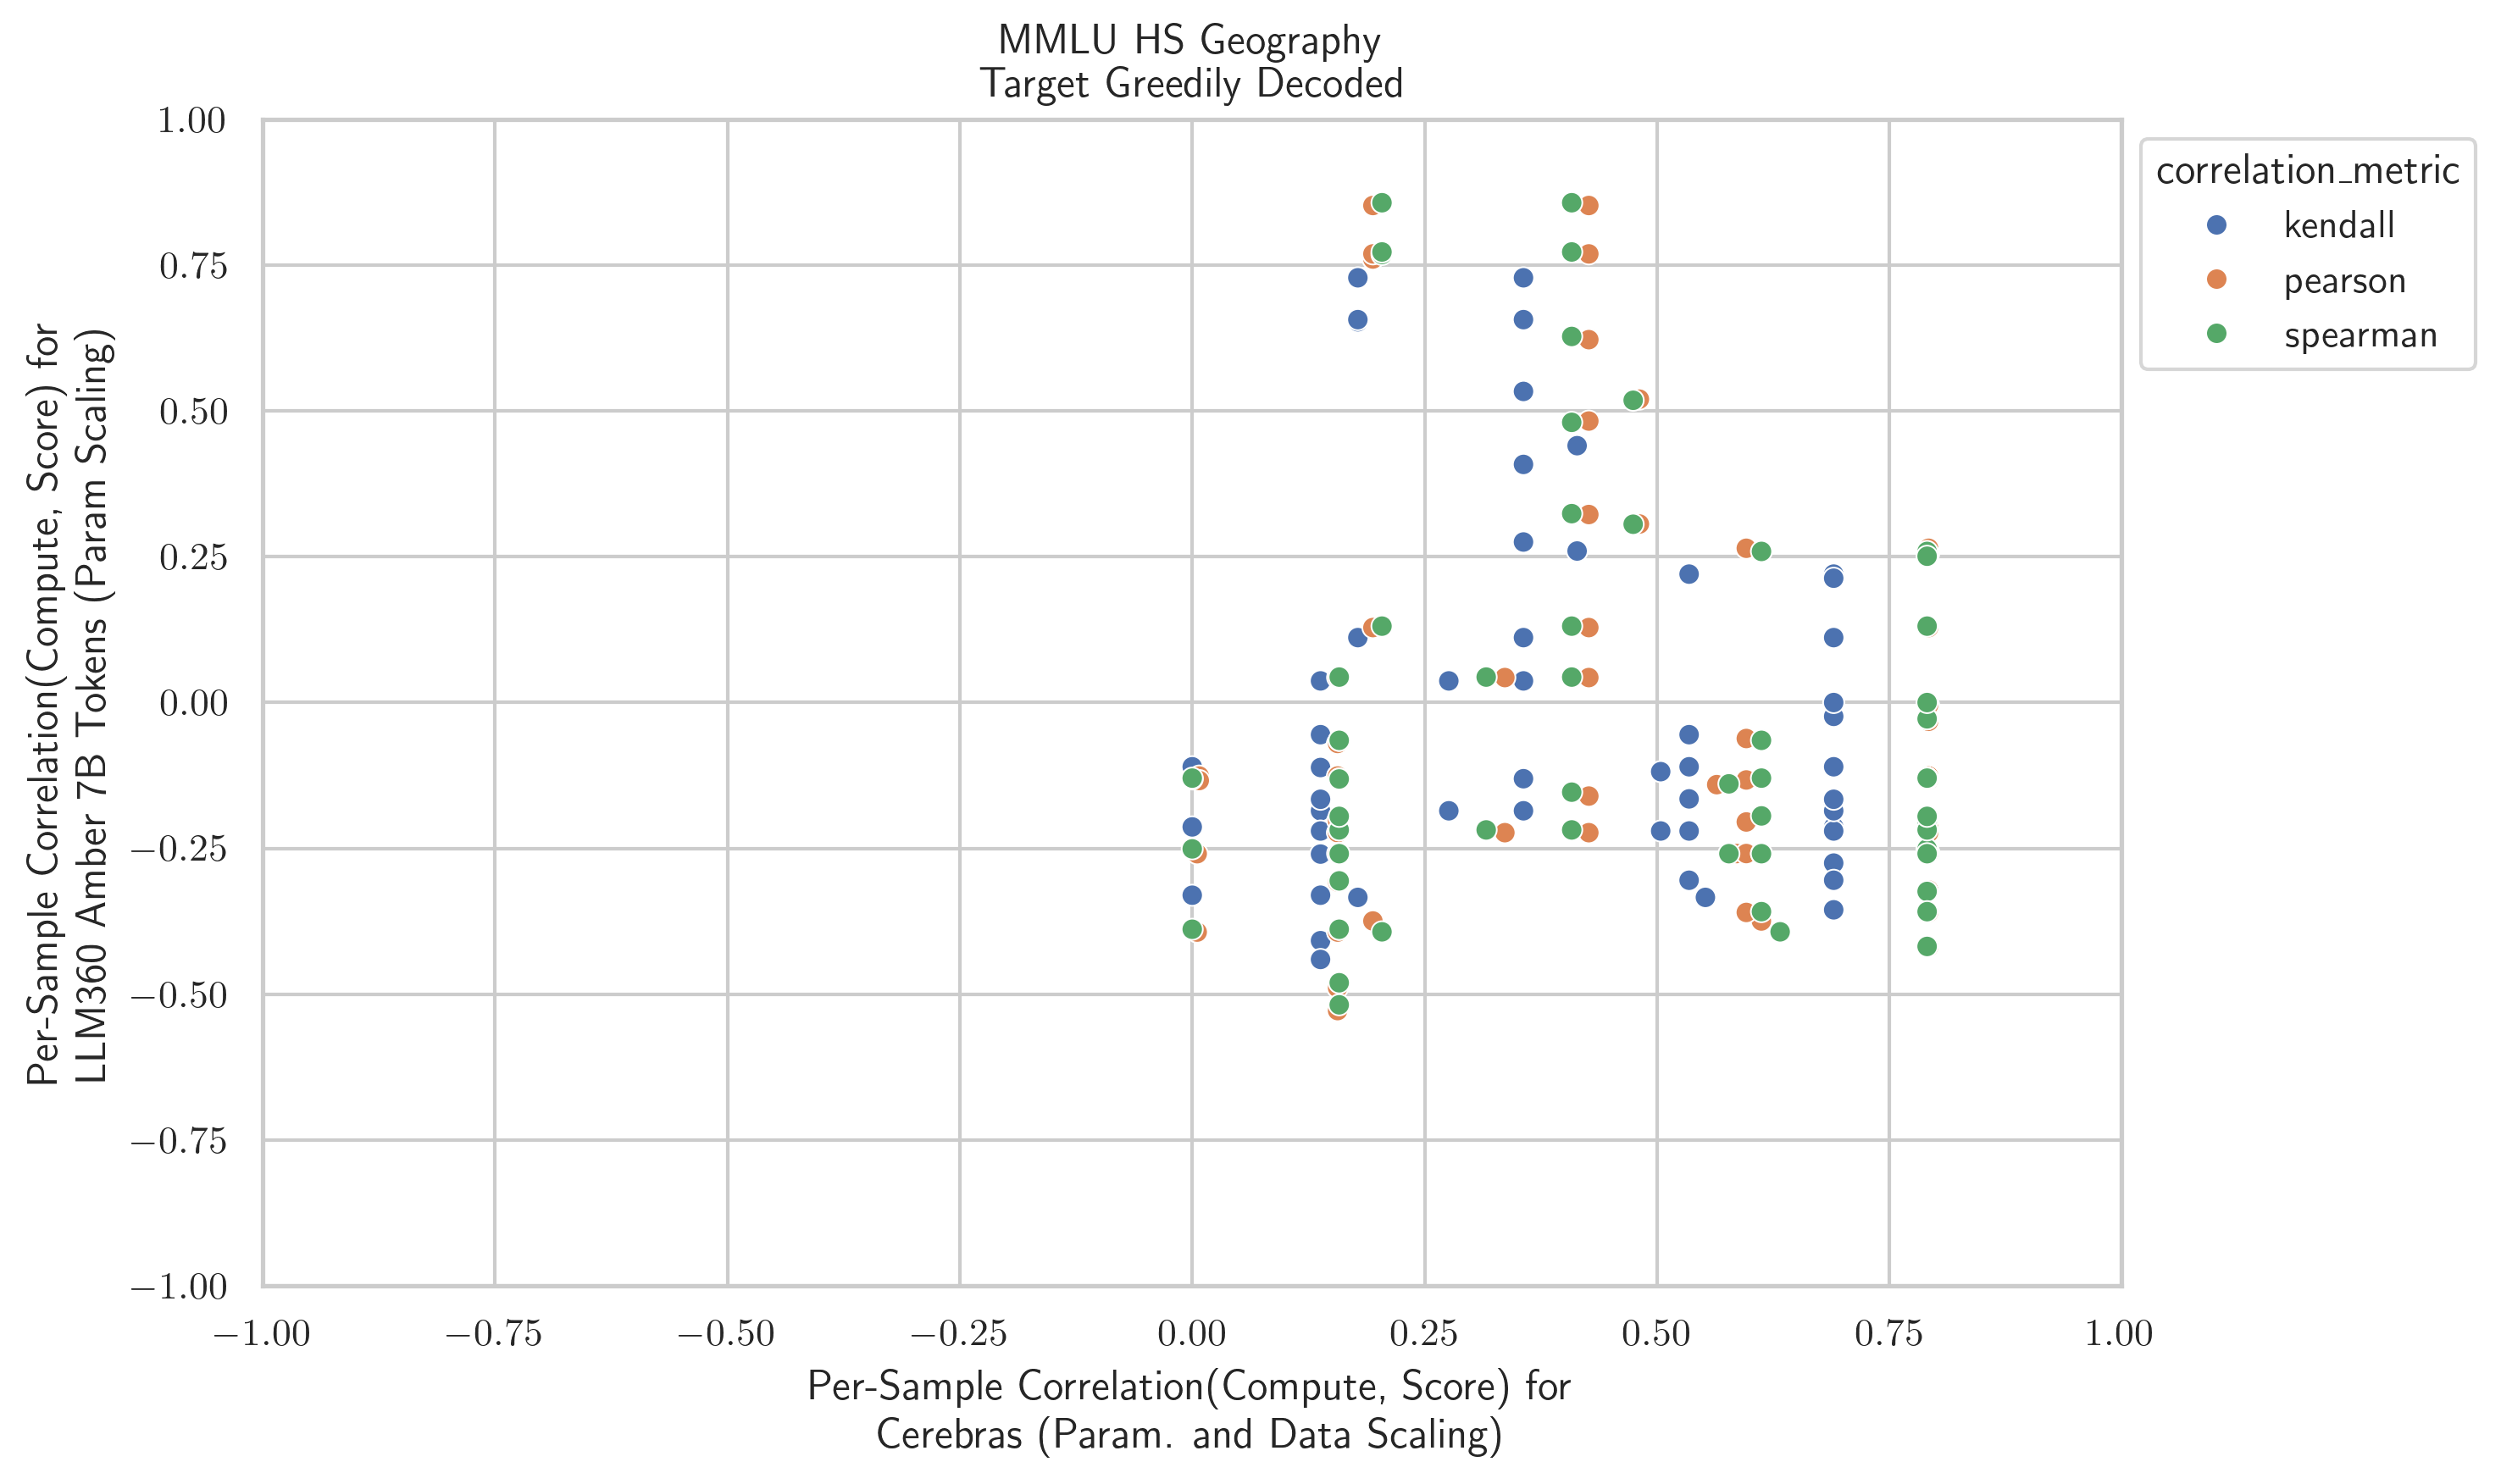 MMLU HS Geography
Target Greedily Decoded
Per-Sample Correlation(Compute, Score) for
LLM360 Amber 7B Tokens (Param Scaling)
1.00
0.75
0.50
0.25
0.00
−0.25
−0.50
−0.75
−1.00
−1.00
−0.75
−0.50
−0.25
0.00
0.25
0.50
0.75
1.00
Per-Sample Correlation(Compute, Score) for
Cerebras (Param. and Data Scaling)
correlation_metric
kendall
pearson
spearman